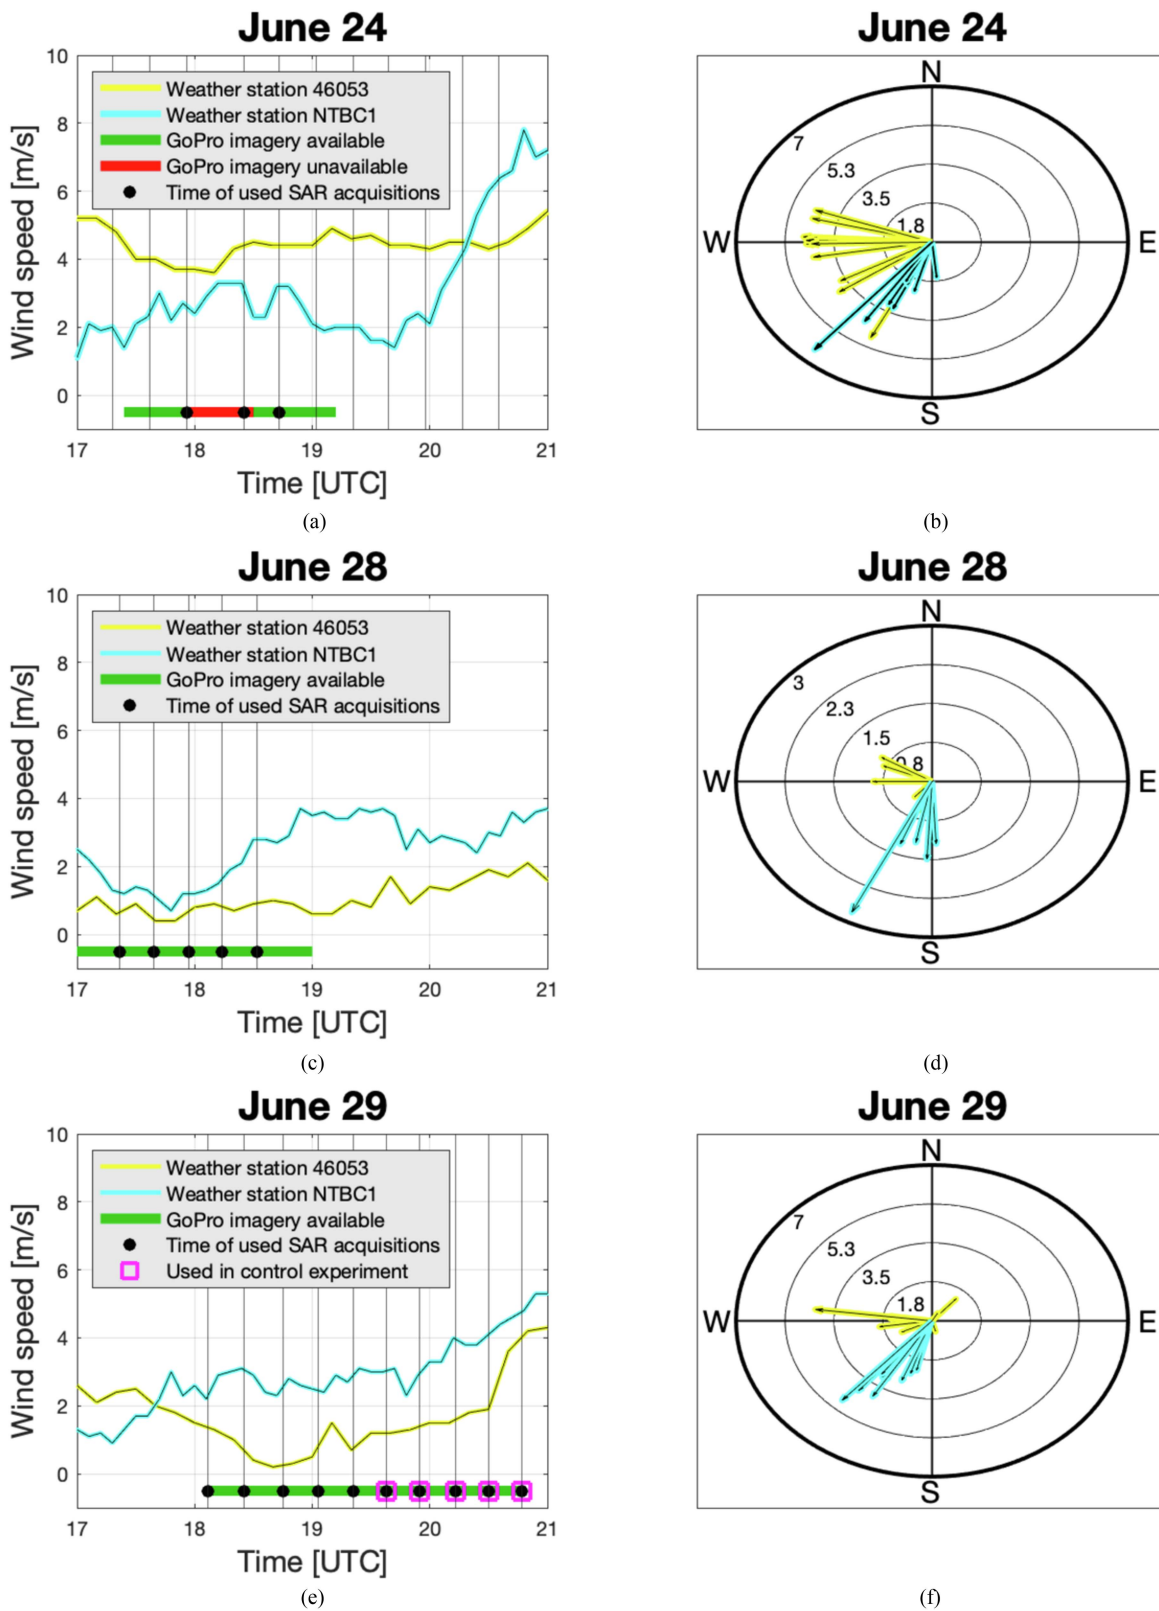 June 24
10
8
6
4
2
0
Wind speed [m/s]
Weather station 46053
Weather station NTBC1
GoPro imagery available
GoPro imagery unavailable
Time of used SAR acquisitions
17 18 19 20 21
Time [UTC]
(a)
June 24
N
7
5.3
3.5
1.8
W E
S
(b)
June 28
10
8
6
4
2
0
Wind speed [m/s]
Weather station 46053
Weather station NTBC1
GoPro imagery available
Time of used SAR acquisitions
17 18 19 20 21
Time [UTC]
(c)
June 28
N
3
2.3
1.5
0.8
W E
S
(d)
June 29
10
8
6
4
2
0
Wind speed [m/s]
Weather station 46053
Weather station NTBC1
GoPro imagery available
Time of used SAR acquisitions
Used in control experiment
17 18 19 20 21
Time [UTC]
(e)
June 29
N
7
5.3
3.5
1.8
W E
S
(f)